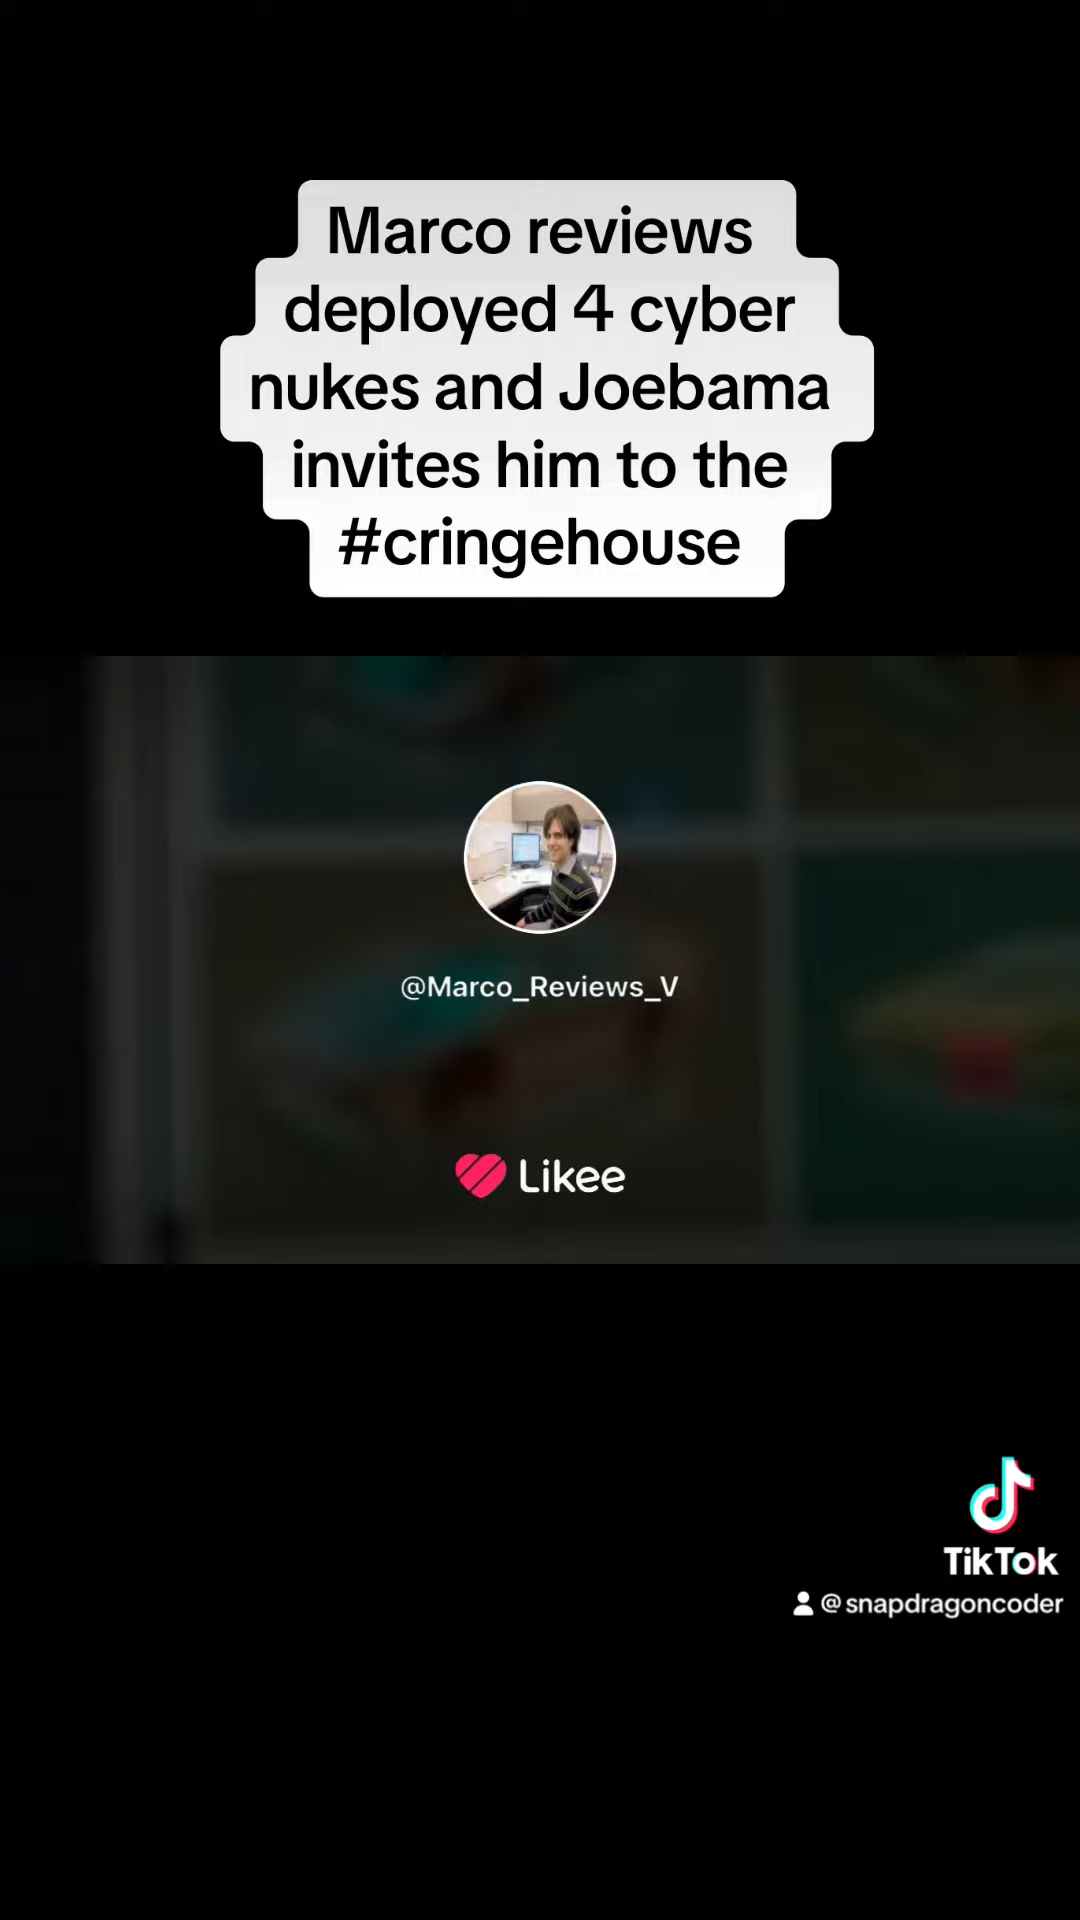 Marco reviews
deployed 4 cyber
nukes and Joebama
invites him to the
#cringehouse
@Marco_Reviews_V
Likee
TikTok
@snapdragoncoder